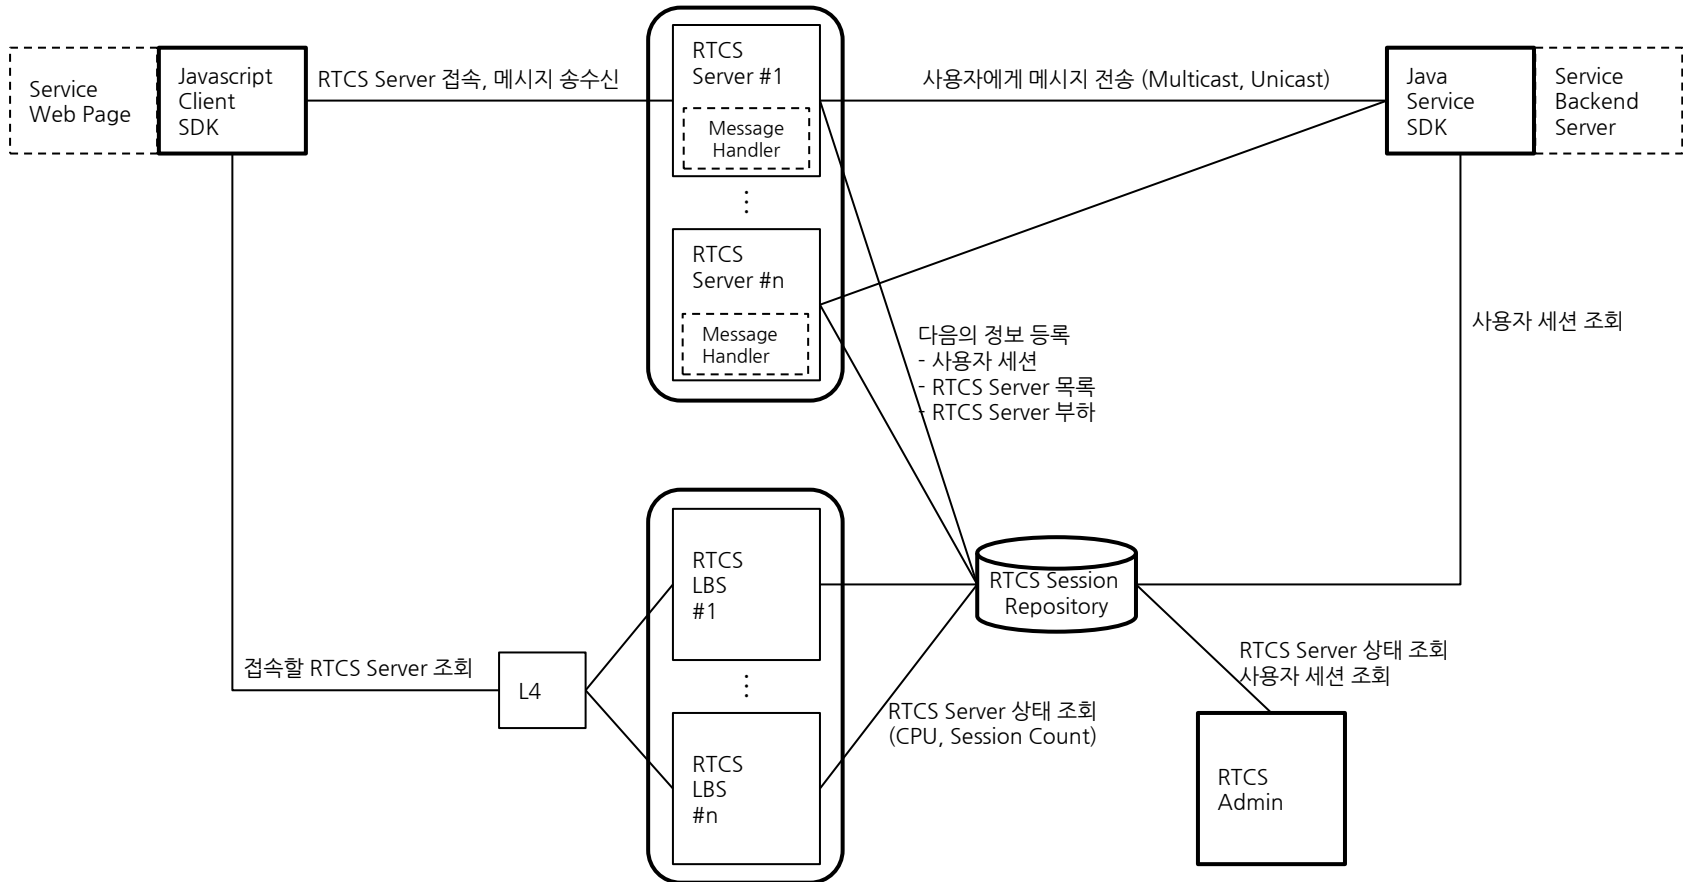 Service
Web Page
Javascript
Client
SDK
RTCS Server 접속, 메시지 송수신
RTCS
Server #1
Message
Handler
사용자에게 메시지 전송 (Multicast, Unicast)
Java
Service
SDK
Service
Backend
Server
RTCS
Server #n
Message
Handler
다음의 정보 등록
- 사용자 세션
- RTCS Server 목록
- RTCS Server 부하
사용자 세션 조회
RTCS
LBS
#1
RTCS Session
Repository
접속할 RTCS Server 조회
L4
RTCS Server 상태 조회
사용자 세션 조회
RTCS Server 상태 조회
(CPU, Session Count)
RTCS
LBS
#n
RTCS
Admin